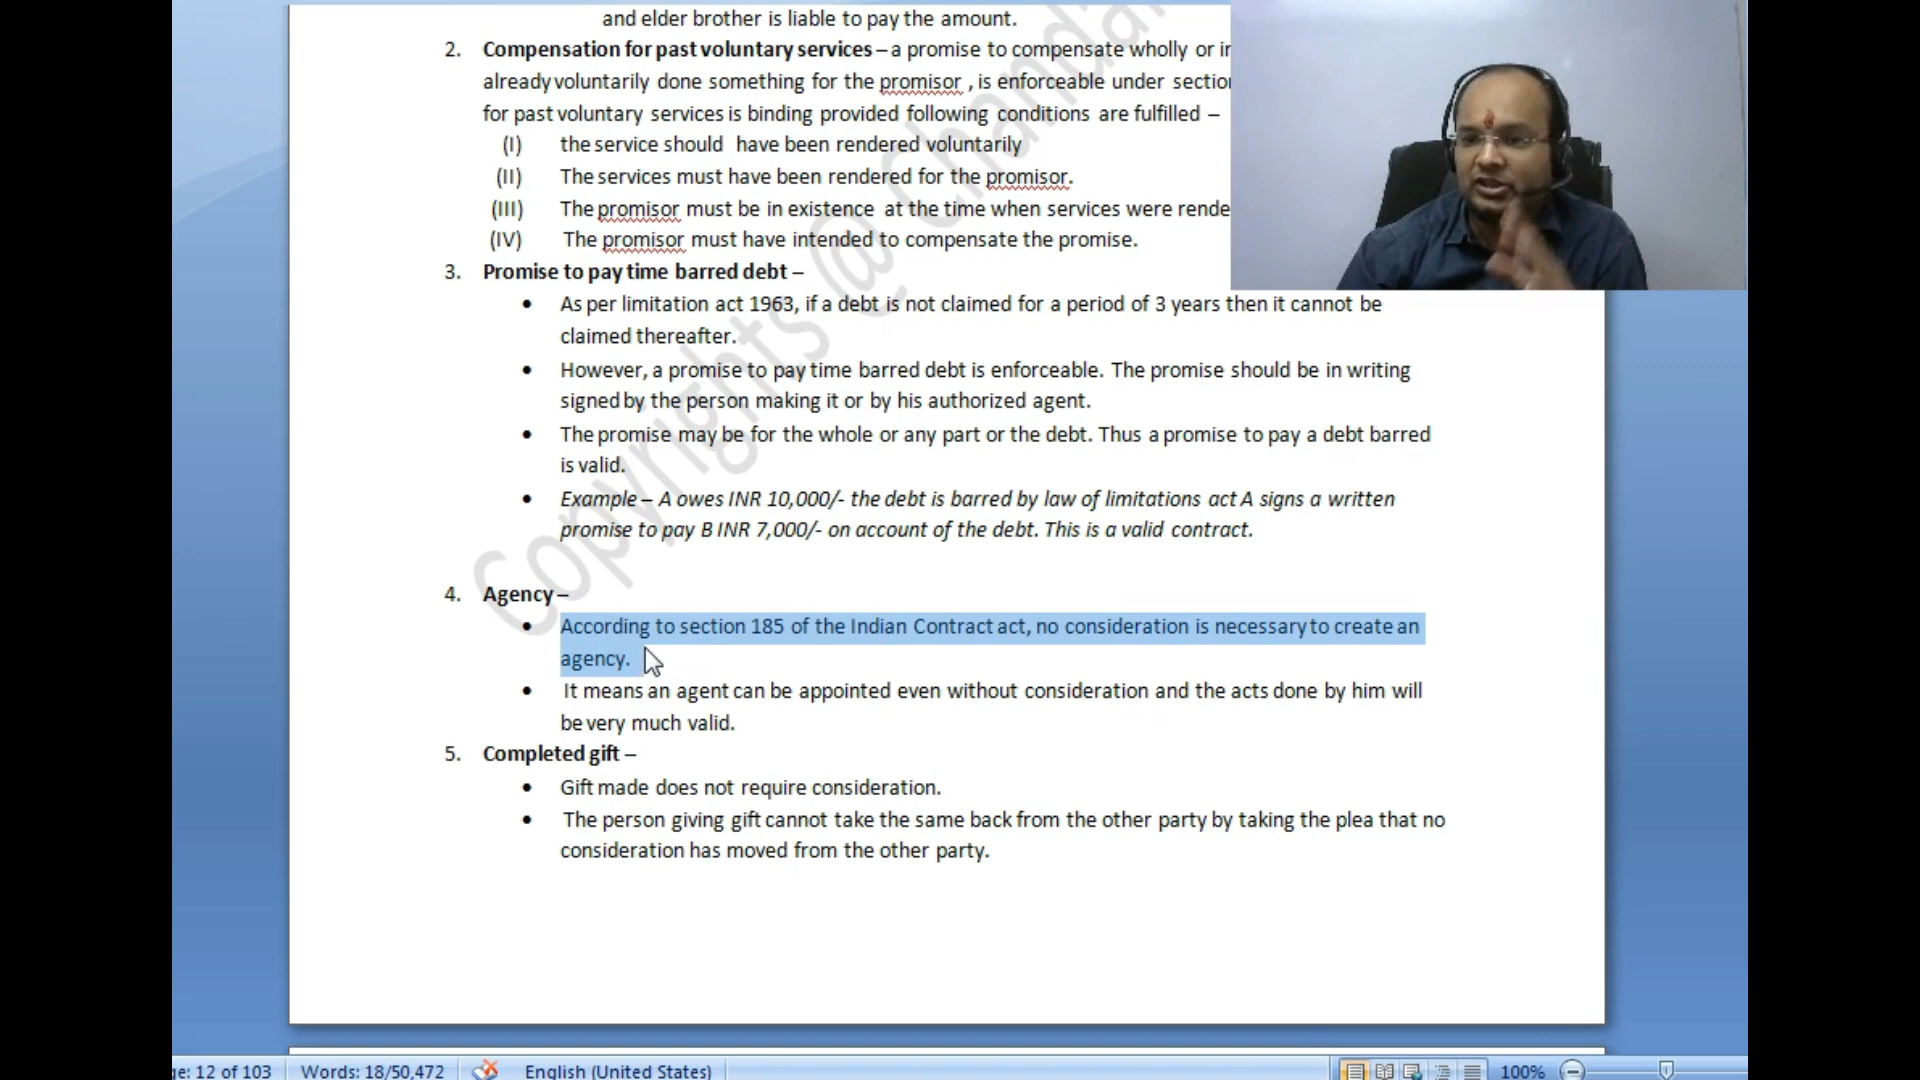 and elder brother is liable to pay the amount.
2. Compensation for past voluntary services – a promise to compensate wholly or in
already voluntarily done something for the promisor , is enforceable under section
for past voluntary services is binding provided following conditions are fulfilled –
(I) the service should have been rendered voluntarily
(II) The services must have been rendered for the promisor.
(III) The promisor must be in existence at the time when services were rende
(IV) The promisor must have intended to compensate the promise.
3. Promise to pay time barred debt –
• As per limitation act 1963, if a debt is not claimed for a period of 3 years then it cannot be
claimed thereafter.
• However, a promise to pay time barred debt is enforceable. The promise should be in writing
signed by the person making it or by his authorized agent.
• The promise may be for the whole or any part or the debt. Thus a promise to pay a debt barred
is valid.
• Example – A owes INR 10,000/- the debt is barred by law of limitations act A signs a written
promise to pay B INR 7,000/- on account of the debt. This is a valid contract.
4. Agency –
• According to section 185 of the Indian Contract act, no consideration is necessary to create an
agency.
• It means an agent can be appointed even without consideration and the acts done by him will
be very much valid.
5. Completed gift –
• Gift made does not require consideration.
• The person giving gift cannot take the same back from the other party by taking the plea that no
consideration has moved from the other party.
Copyrights @ Chanda
ge: 12 of 103 Words: 18/50,472 English (United States) 100%